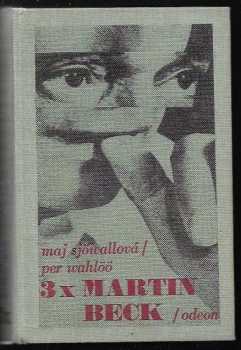 maj sjöwallová /
per wahlöö
3 x MARTIN
BECK / odeon